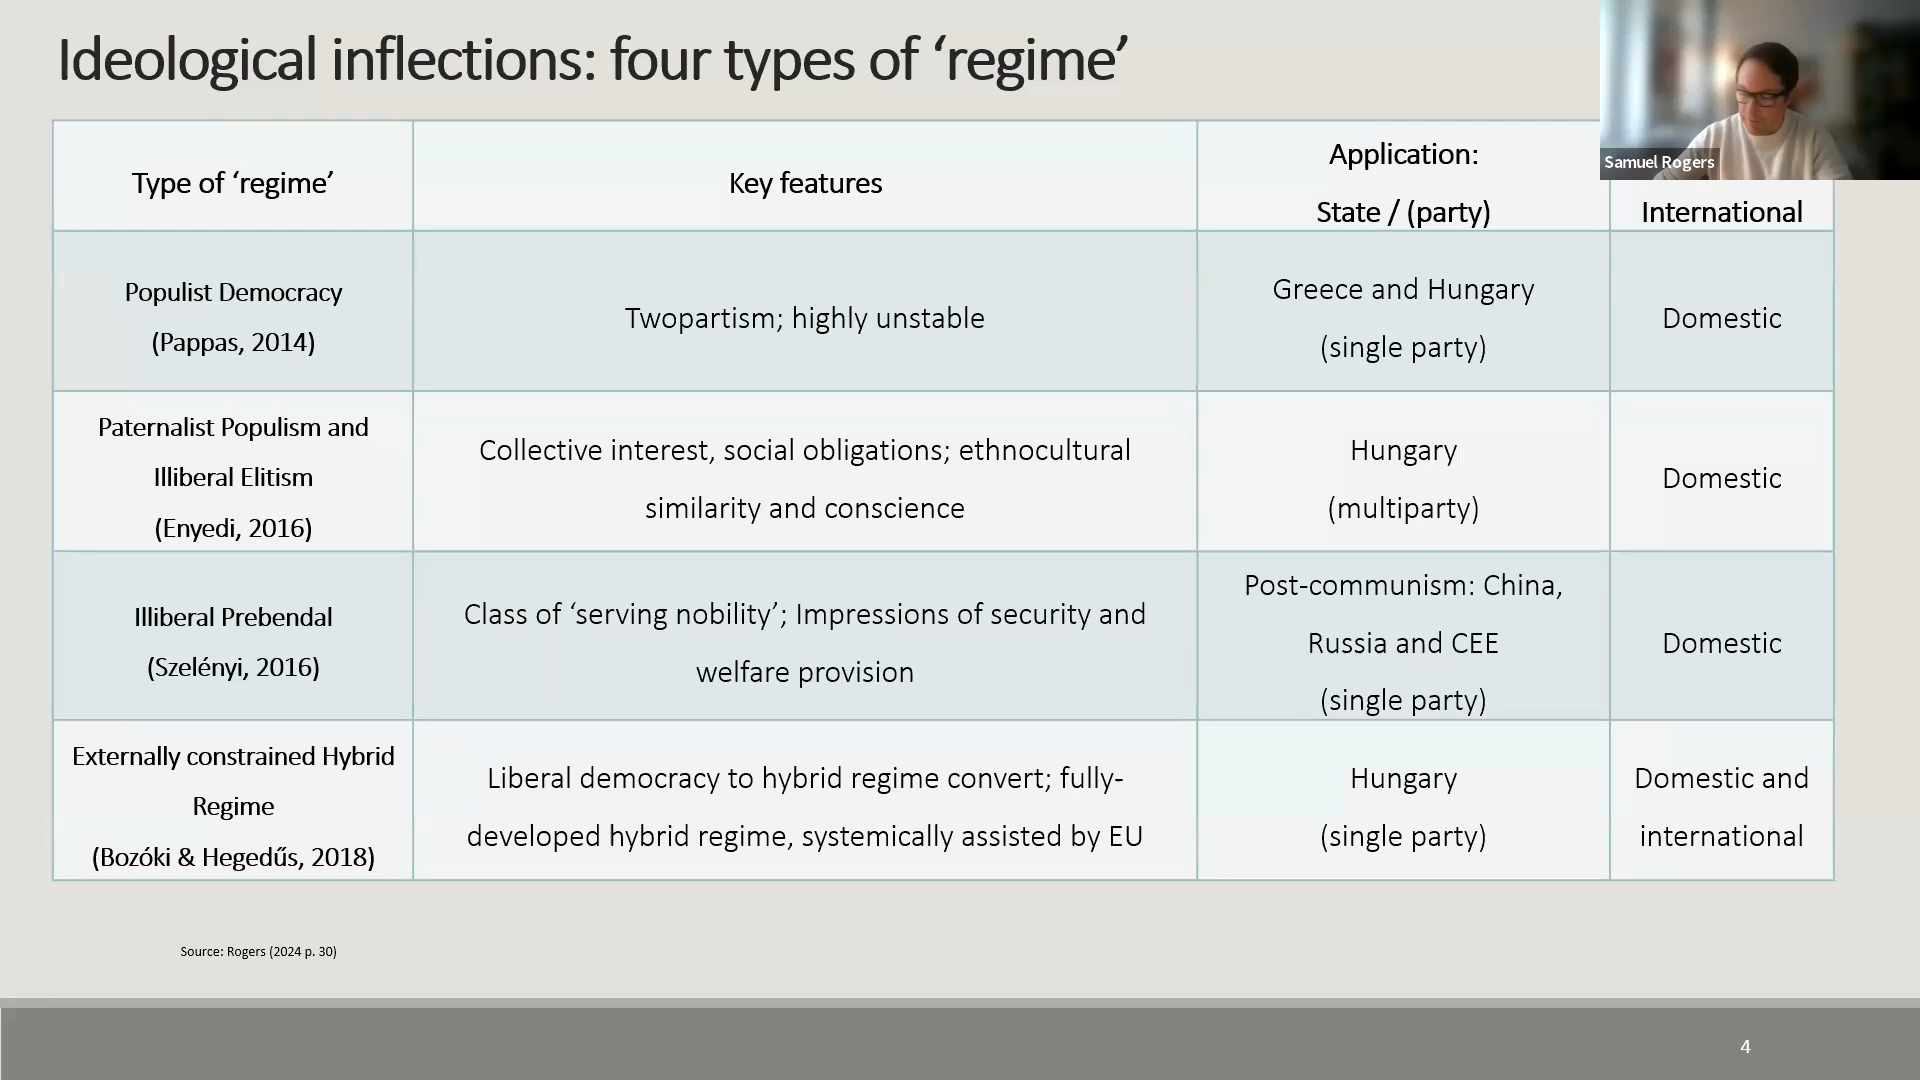 Ideological inflections: four types of ‘regime’
Samuel Rogers
Type of ‘regime’
Key features
Application:
State / (party)
International
Populist Democracy
(Pappas, 2014)
Twopartism; highly unstable
Greece and Hungary
(single party)
Domestic
Paternalist Populism and
Illiberal Elitism
(Enyedi, 2016)
Collective interest, social obligations; ethnocultural
similarity and conscience
Hungary
(multiparty)
Domestic
Illiberal Prebendal
(Szelényi, 2016)
Class of ‘serving nobility’; Impressions of security and
welfare provision
Post-communism: China,
Russia and CEE
(single party)
Domestic
Externally constrained Hybrid
Regime
(Bozóki & Hegedűs, 2018)
Liberal democracy to hybrid regime convert; fully-
developed hybrid regime, systemically assisted by EU
Hungary
(single party)
Domestic and
international
Source: Rogers (2024 p. 30)
4